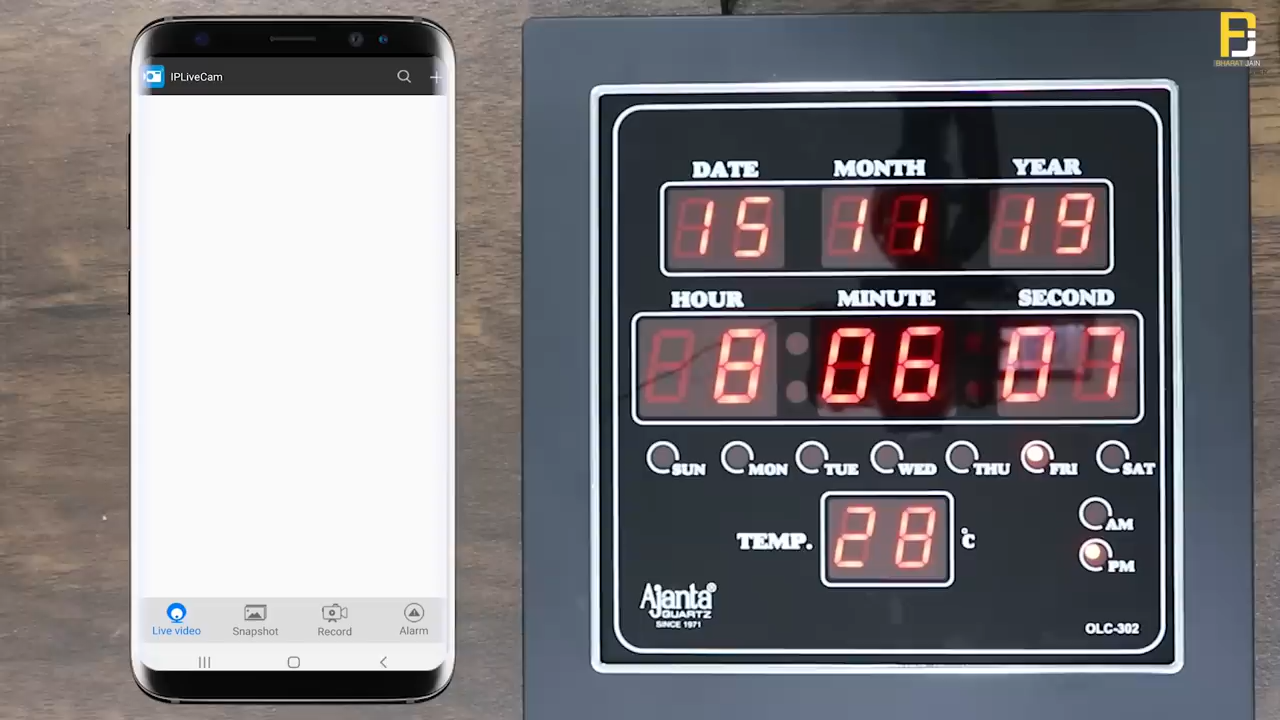 IPLiveCam
Live video
Snapshot
Record
Alarm
BHARAT JAIN
DATE MONTH YEAR
15 11 19
HOUR MINUTE SECOND
8 06 07
SUN MON TUE WED THU FRI SAT
TEMP. 28 °C
AM
PM
Ajanta®
QUARTZ
SINCE 1971
OLC-302